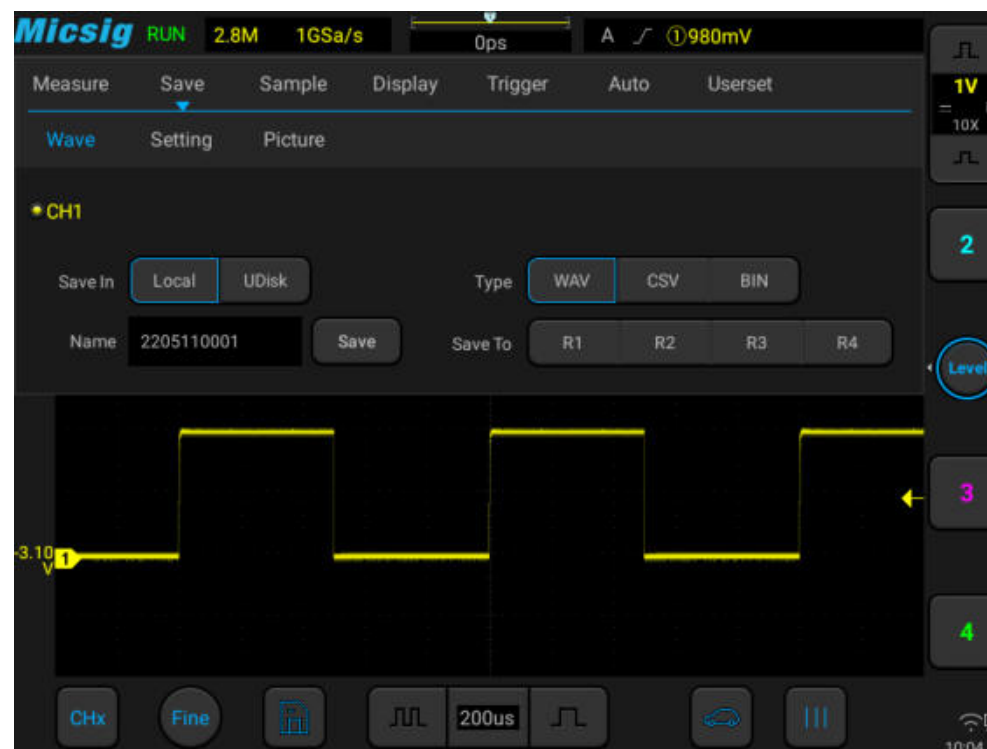 Micsig RUN 2.8M 1GSa/s 0ps A ①980mV
Measure Save Sample Display Trigger Auto Userset
1V
10X
Wave Setting Picture
CH1
2
Save In Local UDisk Type WAV CSV BIN
Name 2205110001 Save Save To R1 R2 R3 R4
Level
3
-3.10 V
1
4
CHx Fine 200us
10:04